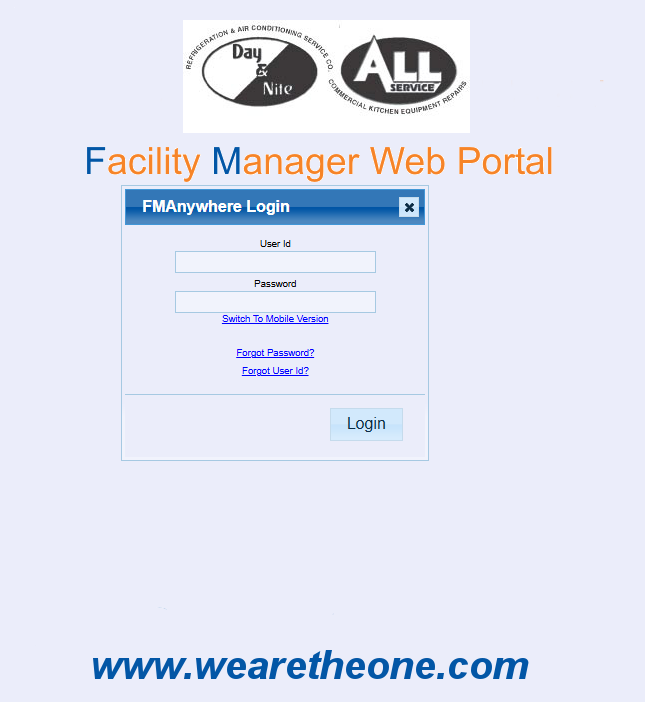 REFRIGERATION & AIR CONDITIONING SERVICE CO.
Day
&
Nite
ALL
SERVICE
COMMERCIAL KITCHEN EQUIPMENT REPAIRS
Facility Manager Web Portal
FMAnywhere Login
User Id
Password
Switch To Mobile Version
Forgot Password?
Forgot User Id?
Login
www.wearetheone.com